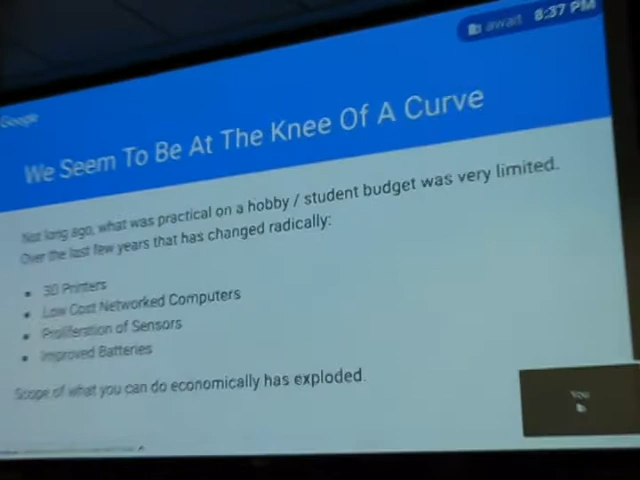 await 8:37 PM
Google
We Seem To Be At The Knee Of A Curve
Not long ago, what was practical on a hobby / student budget was very limited.
Over the last few years that has changed radically:
• 3D Printers
• Low Cost Networked Computers
• Proliferation of Sensors
• Improved Batteries
Scope of what you can do economically has exploded.
You